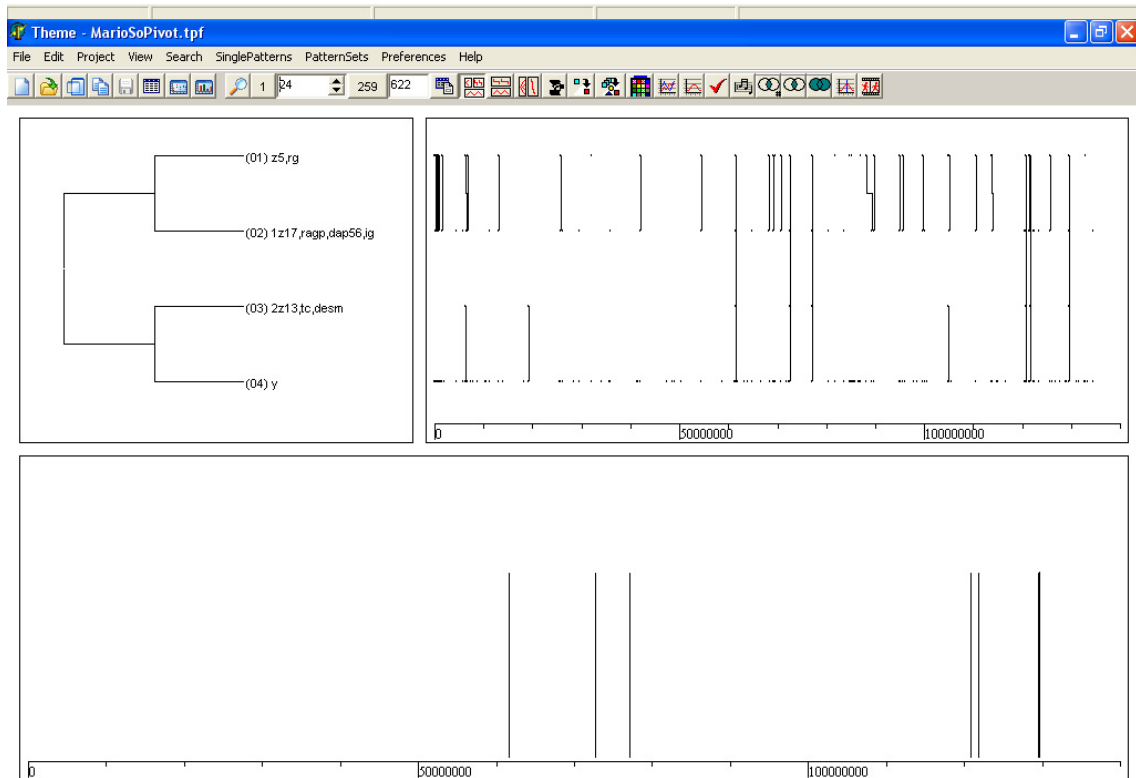 Theme - MarioSoPivot.tpf
File Edit Project View Search SinglePatterns PatternSets Preferences Help
1 24 259 622
(01) z5,rg
(02) 1z17,ragp,dap56,ig
(03) 2z13,tc,desm
(04) y
0 50000000 100000000
0 50000000 100000000